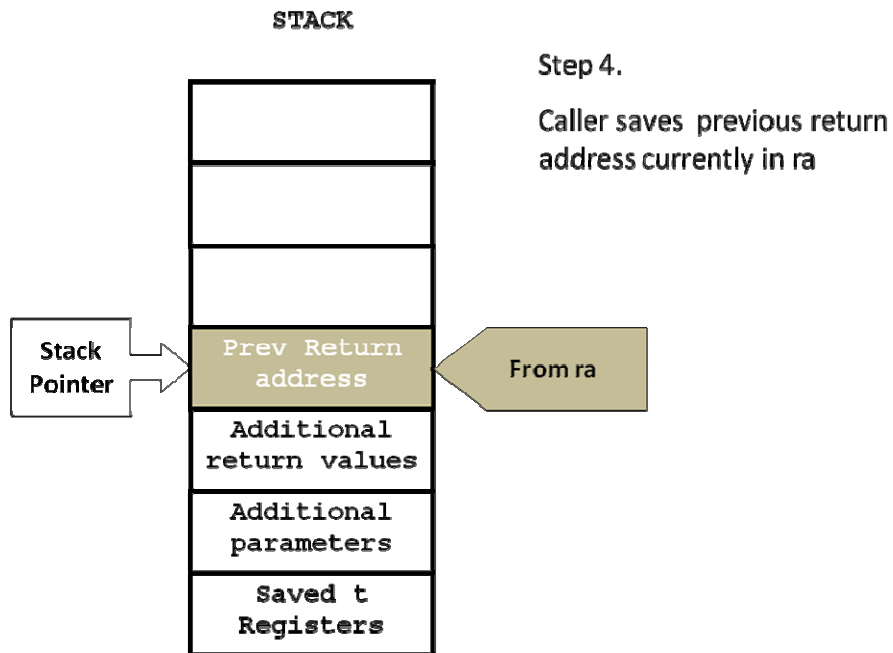 STACK
Step 4.
Caller saves previous return
address currently in ra
Stack
Pointer
Prev Return
address
From ra
Additional
return values
Additional
parameters
Saved t
Registers